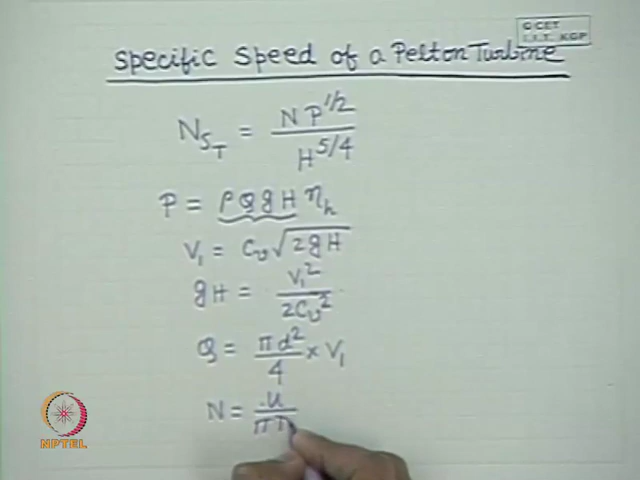 © CET
I.I.T. KGP
Specific Speed of a Pelton Turbine
N_{S_T} = N P^{1/2} / H^{5/4}
P = ρ Q g H η_h
V_1 = C_v √(2gH)
gH = V_1^2 / 2C_v^2
Q = πd^2 / 4 × V_1
N = u / π
NPTEL